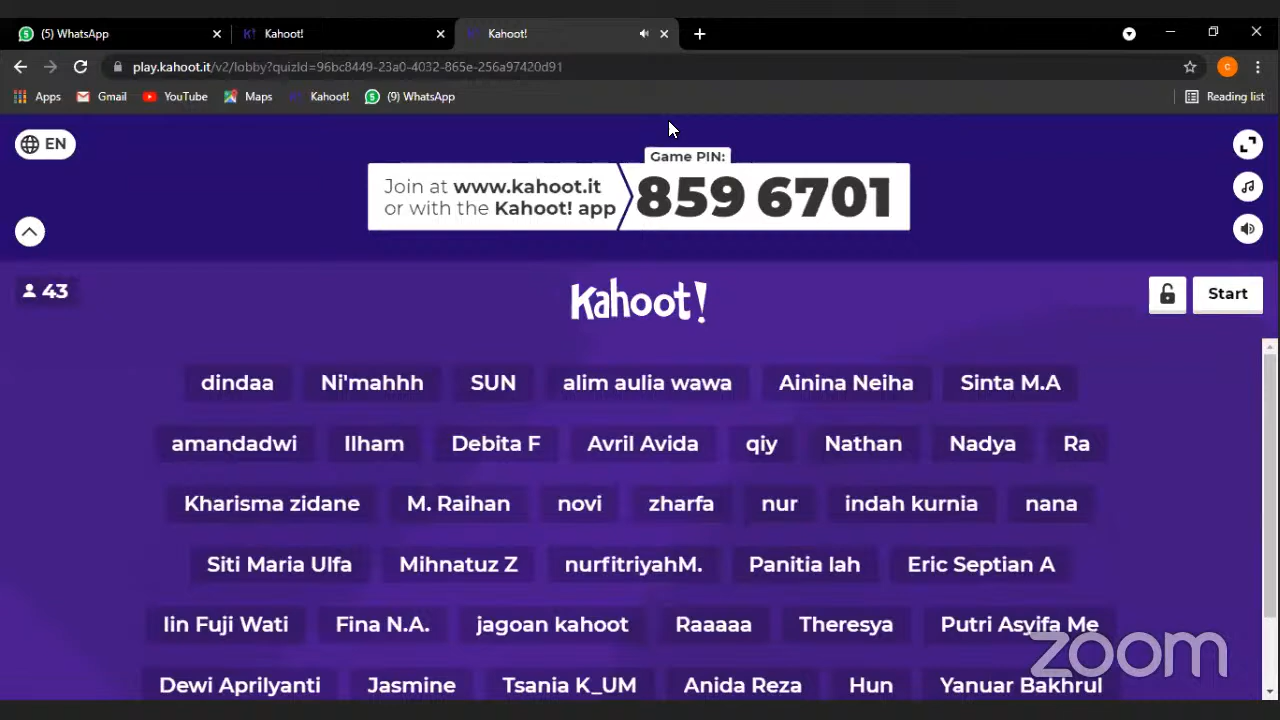 (5) WhatsApp
Kahoot!
Kahoot!
play.kahoot.it/v2/lobby?quizId=96bc8449-23a0-4032-865e-256a97420d91
C
Apps Gmail YouTube Maps Kahoot! (9) WhatsApp Reading list
EN
Game PIN:
Join at www.kahoot.it
or with the Kahoot! app
859 6701
43
Kahoot!
Start
dindaa Ni'mahhh SUN alim aulia wawa Ainina Neiha Sinta M.A
amandadwi Ilham Debita F Avril Avida qiy Nathan Nadya Ra
Kharisma zidane M. Raihan novi zharfa nur indah kurnia nana
Siti Maria Ulfa Mihnatuz Z nurfitriyahM. Panitia lah Eric Septian A
Iin Fuji Wati Fina N.A. jagoan kahoot Raaaaa Theresya Putri Asyifa Me
Dewi Aprilyanti Jasmine Tsania K_UM Anida Reza Hun Yanuar Bakhrul
zoom